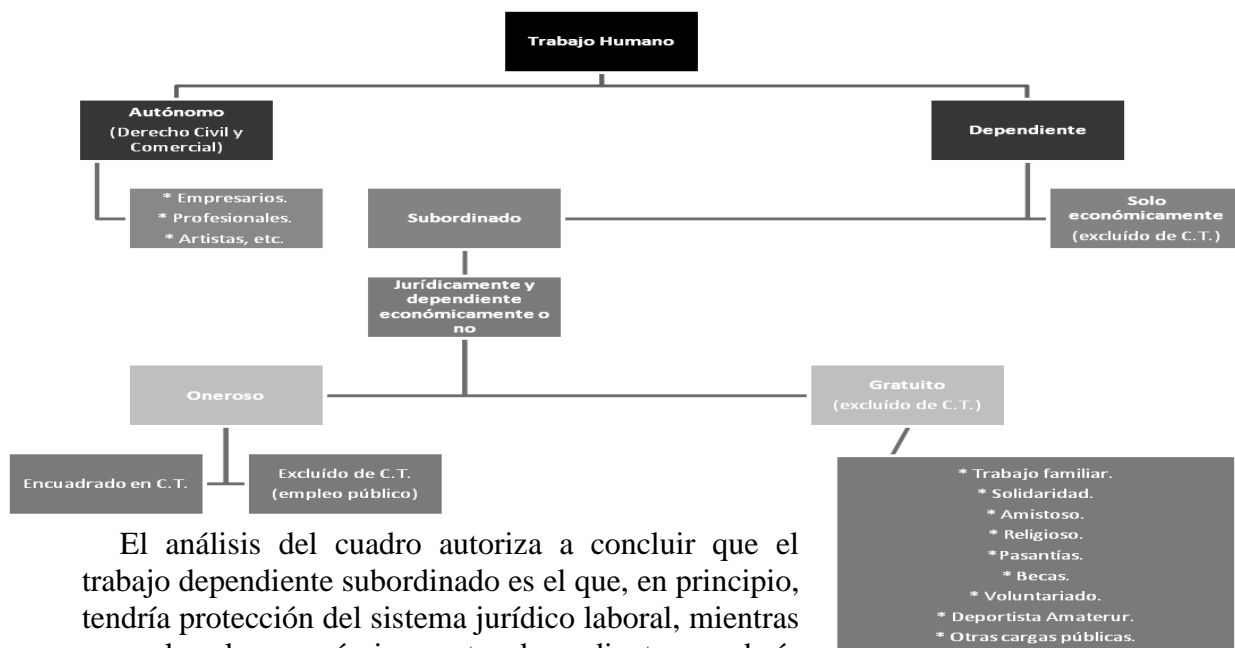 Trabajo Humano
Autónomo
(Derecho Civil y
Comercial)
Dependiente
* Empresarios.
* Profesionales.
* Artistas, etc.
Subordinado
Solo
económicamente
(excluído de C.T.)
Jurídicamente y
dependiente
económicamente o
no
Oneroso
Gratuito
(excluído de C.T.)
Encuadrado en C.T.
Excluído de C.T.
(empleo público)
* Trabajo familiar.
* Solidaridad.
* Amistoso.
* Religioso.
*Pasantías.
* Becas.
* Voluntariado.
* Deportista Amaterur.
* Otras cargas públicas.
El análisis del cuadro autoriza a concluir que el
trabajo dependiente subordinado es el que, en principio,
tendría protección del sistema jurídico laboral, mientras